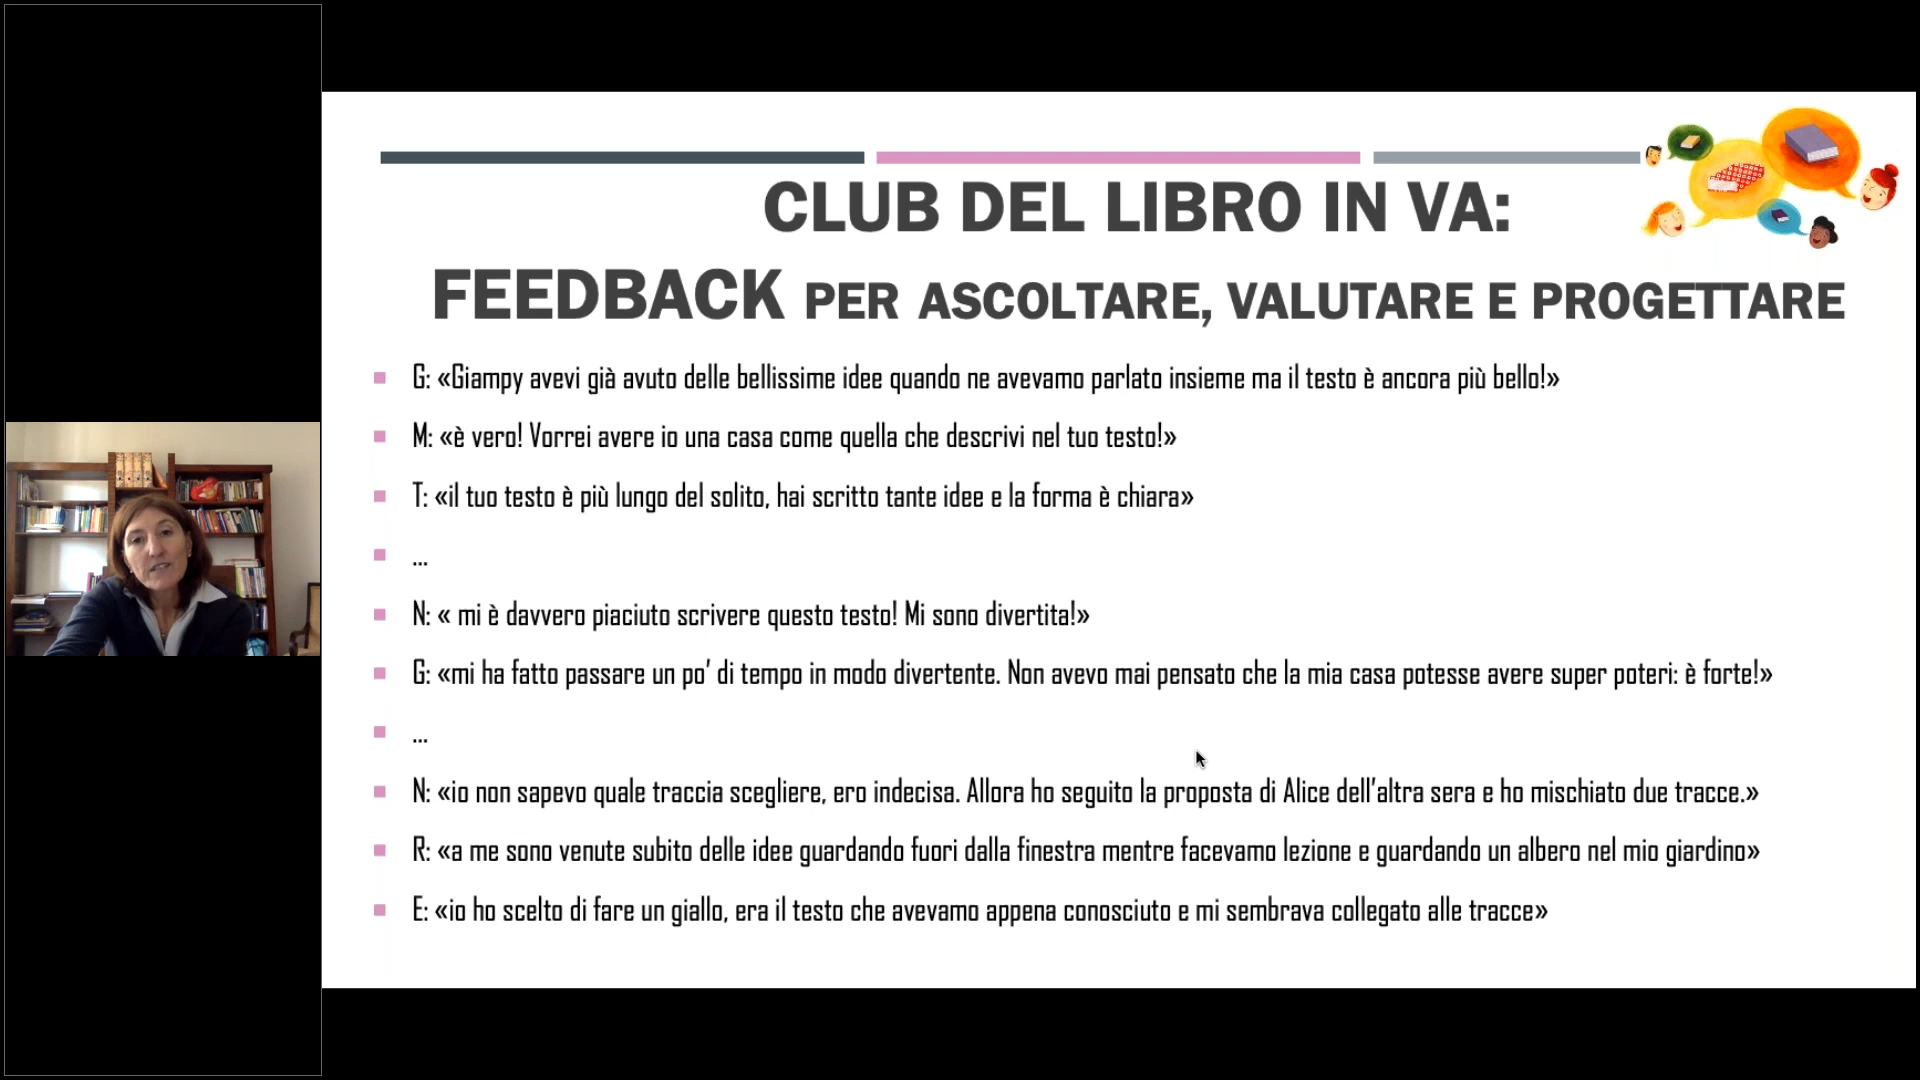 CLUB DEL LIBRO IN VA:
FEEDBACK PER ASCOLTARE, VALUTARE E PROGETTARE
G: «Giampy avevi già avuto delle bellissime idee quando ne avevamo parlato insieme ma il testo è ancora più bello!»
M: «è vero! Vorrei avere io una casa come quella che descrivi nel tuo testo!»
T: «il tuo testo è più lungo del solito, hai scritto tante idee e la forma è chiara»
...
N: « mi è davvero piaciuto scrivere questo testo! Mi sono divertita!»
G: «mi ha fatto passare un po’ di tempo in modo divertente. Non avevo mai pensato che la mia casa potesse avere super poteri: è forte!»
...
N: «io non sapevo quale traccia scegliere, ero indecisa. Allora ho seguito la proposta di Alice dell’altra sera e ho mischiato due tracce.»
R: «a me sono venute subito delle idee guardando fuori dalla finestra mentre facevamo lezione e guardando un albero nel mio giardino»
E: «io ho scelto di fare un giallo, era il testo che avevamo appena conosciuto e mi sembrava collegato alle tracce»